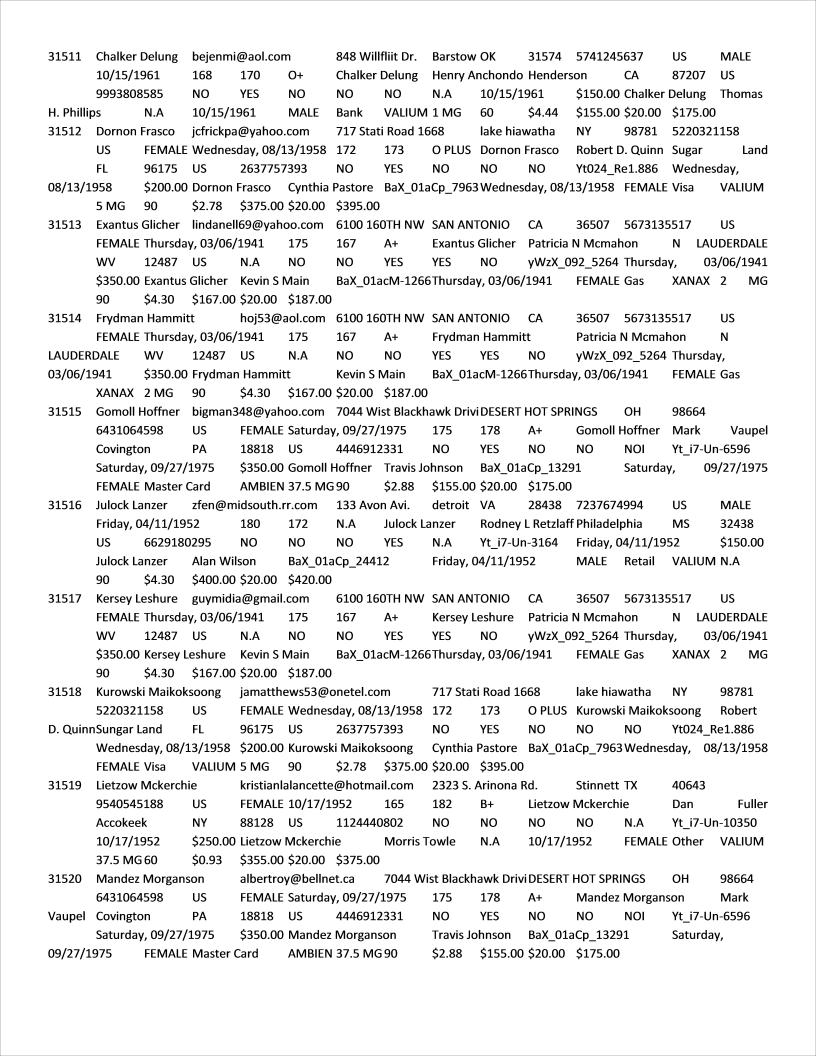 31511 Chalker Delung bejenmi@aol.com 848 Willfliit Dr. Barstow OK 31574 5741245637 US MALE
10/15/1961 168 170 O+ Chalker Delung Henry Anchondo Henderson CA 87207 US
9993808585 NO YES NO NO NO N.A 10/15/1961 $150.00 Chalker Delung Thomas
H. Phillips N.A 10/15/1961 MALE Bank VALIUM 1 MG 60 $4.44 $155.00 $20.00 $175.00
31512 Dornon Frasco jcfrickpa@yahoo.com 717 Stati Road 1668 lake hiawatha NY 98781 5220321158
US FEMALE Wednesday, 08/13/1958 172 173 O PLUS Dornon Frasco Robert D. Quinn Sugar Land
FL 96175 US 2637757393 NO YES NO NO NO Yt024_Re1.886 Wednesday,
08/13/1958 $200.00 Dornon Frasco Cynthia Pastore BaX_01aCp_7963 Wednesday, 08/13/1958 FEMALE Visa VALIUM
5 MG 90 $2.78 $375.00 $20.00 $395.00
31513 Exantus Glicher lindanell69@yahoo.com 6100 160TH NW SAN ANTONIO CA 36507 5673135517 US
FEMALE Thursday, 03/06/1941 175 167 A+ Exantus Glicher Patricia N Mcmahon N LAUDERDALE
WV 12487 US N.A NO NO YES YES NO yWzX_092_5264 Thursday, 03/06/1941
$350.00 Exantus Glicher Kevin S Main BaX_01acM-1266 Thursday, 03/06/1941 FEMALE Gas XANAX 2 MG
90 $4.30 $167.00 $20.00 $187.00
31514 Frydman Hammitt hoj53@aol.com 6100 160TH NW SAN ANTONIO CA 36507 5673135517 US
FEMALE Thursday, 03/06/1941 175 167 A+ Frydman Hammitt Patricia N Mcmahon N
LAUDERDALE WV 12487 US N.A NO NO YES YES NO yWzX_092_5264 Thursday,
03/06/1941 $350.00 Frydman Hammitt Kevin S Main BaX_01acM-1266 Thursday, 03/06/1941 FEMALE Gas
XANAX 2 MG 90 $4.30 $167.00 $20.00 $187.00
31515 Gomoll Hoffner bigman348@yahoo.com 7044 Wist Blackhawk Drivi DESERT HOT SPRINGS OH 98664
6431064598 US FEMALE Saturday, 09/27/1975 175 178 A+ Gomoll Hoffner Mark Vaupel
Covington PA 18818 US 4446912331 NO YES NO NO NOI Yt_i7-Un-6596
Saturday, 09/27/1975 $350.00 Gomoll Hoffner Travis Johnson BaX_01aCp_13291 Saturday, 09/27/1975
FEMALE Master Card AMBIEN 37.5 MG 90 $2.88 $155.00 $20.00 $175.00
31516 Julock Lanzer zfen@midsouth.rr.com 133 Avon Avi. detroit VA 28438 7237674994 US MALE
Friday, 04/11/1952 180 172 N.A Julock Lanzer Rodney L Retzlaff Philadelphia MS 32438
US 6629180295 NO NO NO YES N.A Yt_i7-Un-3164 Friday, 04/11/1952 $150.00
Julock Lanzer Alan Wilson BaX_01aCp_24412 Friday, 04/11/1952 MALE Retail VALIUM N.A
90 $4.30 $400.00 $20.00 $420.00
31517 Kersey Leshure guymidia@gmail.com 6100 160TH NW SAN ANTONIO CA 36507 5673135517 US
FEMALE Thursday, 03/06/1941 175 167 A+ Kersey Leshure Patricia N Mcmahon N LAUDERDALE
WV 12487 US N.A NO NO YES YES NO yWzX_092_5264 Thursday, 03/06/1941
$350.00 Kersey Leshure Kevin S Main BaX_01acM-1266 Thursday, 03/06/1941 FEMALE Gas XANAX 2 MG
90 $4.30 $167.00 $20.00 $187.00
31518 Kurowski Maikoksoong jamatthews53@onetel.com 717 Stati Road 1668 lake hiawatha NY 98781
5220321158 US FEMALE Wednesday, 08/13/1958 172 173 O PLUS Kurowski Maikoksoong Robert
D. Quinn Sungar Land FL 96175 US 2637757393 NO YES NO NO NO Yt024_Re1.886
Wednesday, 08/13/1958 $200.00 Kurowski Maikoksoong Cynthia Pastore BaX_01aCp_7963 Wednesday, 08/13/1958
FEMALE Visa VALIUM 5 MG 90 $2.78 $375.00 $20.00 $395.00
31519 Lietzow Mckerchie kristianlalancette@hotmail.com 2323 S. Arinona Rd. Stinnett TX 40643
9540545188 US FEMALE 10/17/1952 165 182 B+ Lietzow Mckerchie Dan Fuller
Accokeek NY 88128 US 1124440802 NO NO NO NO N.A Yt_i7-Un-10350
10/17/1952 $250.00 Lietzow Mckerchie Morris Towle N.A 10/17/1952 FEMALE Other VALIUM
37.5 MG 60 $0.93 $355.00 $20.00 $375.00
31520 Mandez Morganson albertroy@bellnet.ca 7044 Wist Blackhawk Drivi DESERT HOT SPRINGS OH 98664
6431064598 US FEMALE Saturday, 09/27/1975 175 178 A+ Mandez Morganson Mark
Vaupel Covington PA 18818 US 4446912331 NO YES NO NO NOI Yt_i7-Un-6596
Saturday, 09/27/1975 $350.00 Mandez Morganson Travis Johnson BaX_01aCp_13291 Saturday,
09/27/1975 FEMALE Master Card AMBIEN 37.5 MG 90 $2.88 $155.00 $20.00 $175.00